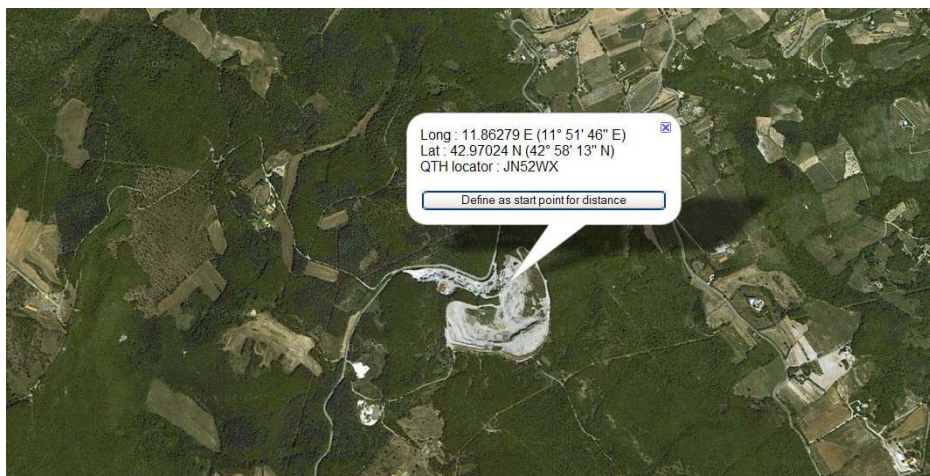 Long : 11.86279 E (11° 51' 46'' E)
Lat : 42.97024 N (42° 58' 13'' N)
QTH locator : JN52WX
Define as start point for distance